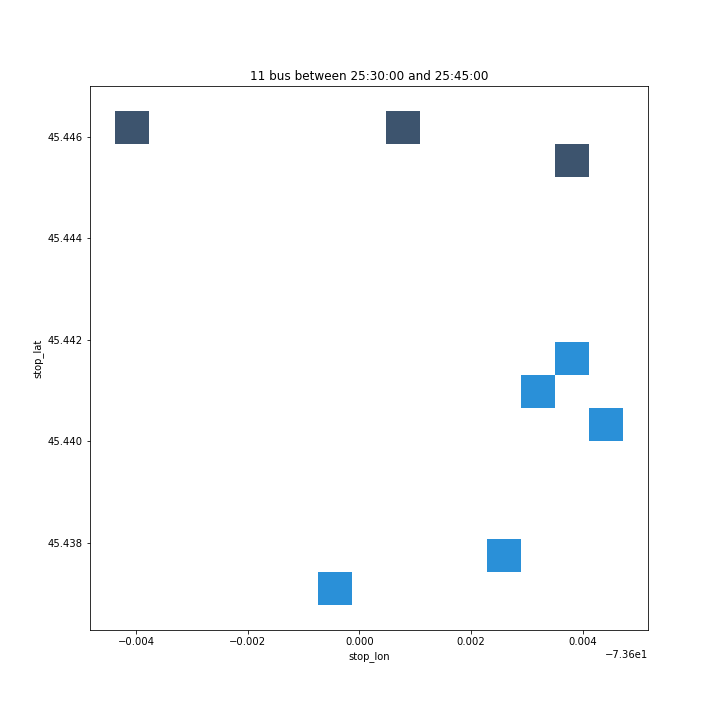 11 bus between 25:30:00 and 25:45:00
45.446
45.444
45.442
45.440
45.438
stop_lat
−0.004 −0.002 0.000 0.002 0.004
−7.36e1
stop_lon